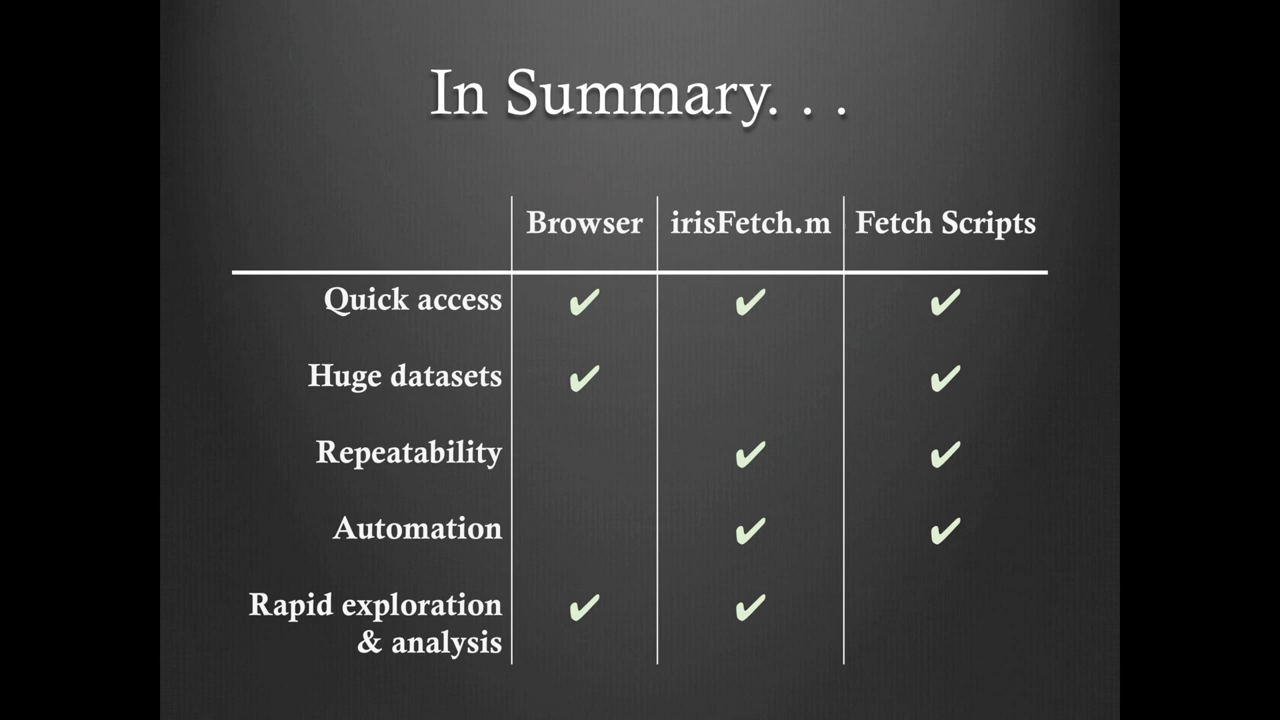 In Summary. . .
Browser irisFetch.m Fetch Scripts
Quick access ✔ ✔ ✔
Huge datasets ✔ ✔
Repeatability ✔ ✔
Automation ✔ ✔
Rapid exploration ✔ ✔
& analysis